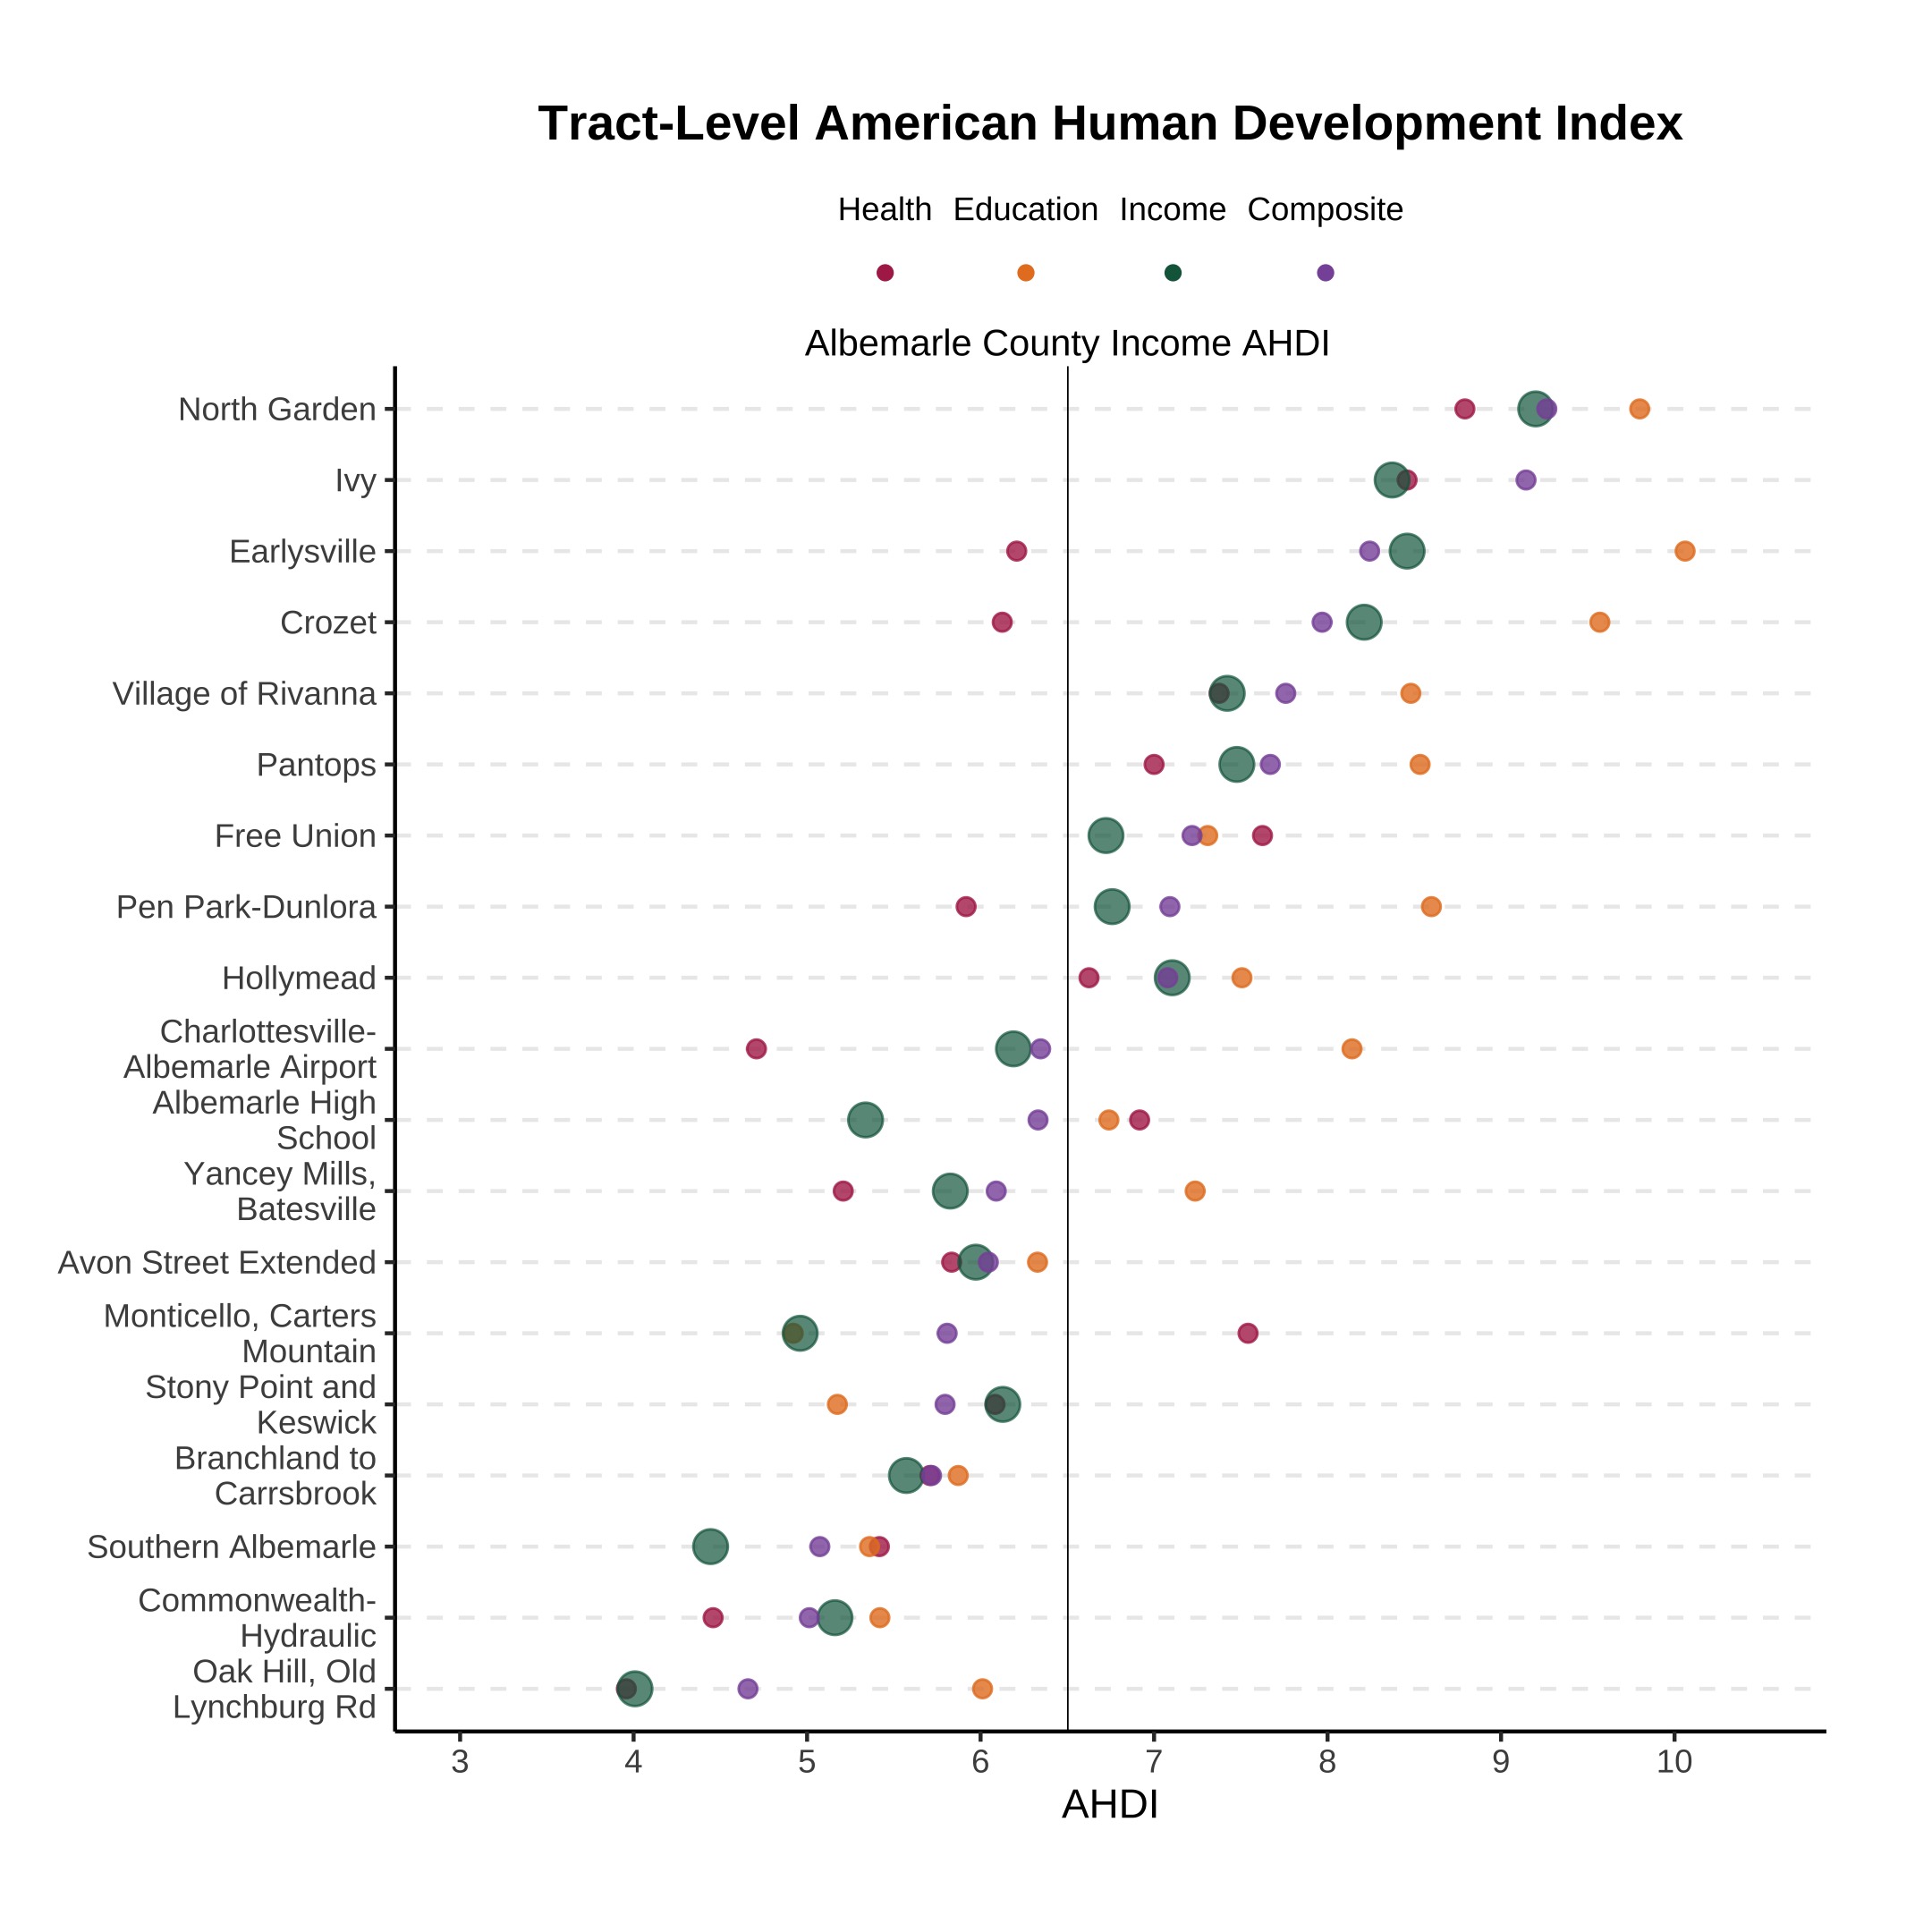 Tract-Level American Human Development Index
Health Education Income Composite
Albemarle County Income AHDI
North Garden
Ivy
Earlysville
Crozet
Village of Rivanna
Pantops
Free Union
Pen Park-Dunlora
Hollymead
Charlottesville-
Albemarle Airport
Albemarle High
School
Yancey Mills,
Batesville
Avon Street Extended
Monticello, Carters
Mountain
Stony Point and
Keswick
Branchland to
Carrsbrook
Southern Albemarle
Commonwealth-
Hydraulic
Oak Hill, Old
Lynchburg Rd
3 4 5 6 7 8 9 10
AHDI